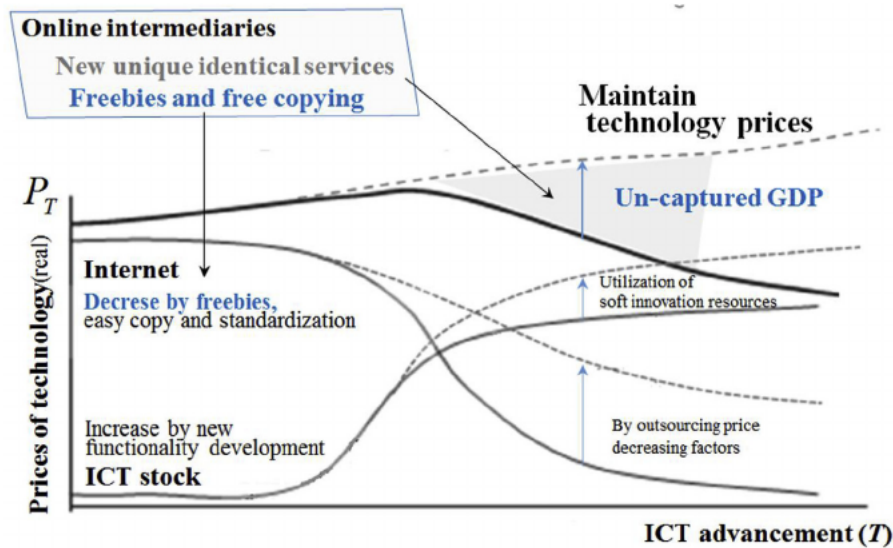 Online intermediaries
New unique identical services
Freebies and free copying
Maintain
technology prices
P_T
Un-captured GDP
Prices of technology(real)
Internet
Decrese by freebies,
easy copy and standardization
Utilization of
soft innovation resources
Increase by new
functionality development
ICT stock
By outsourcing price
decreasing factors
ICT advancement (T)